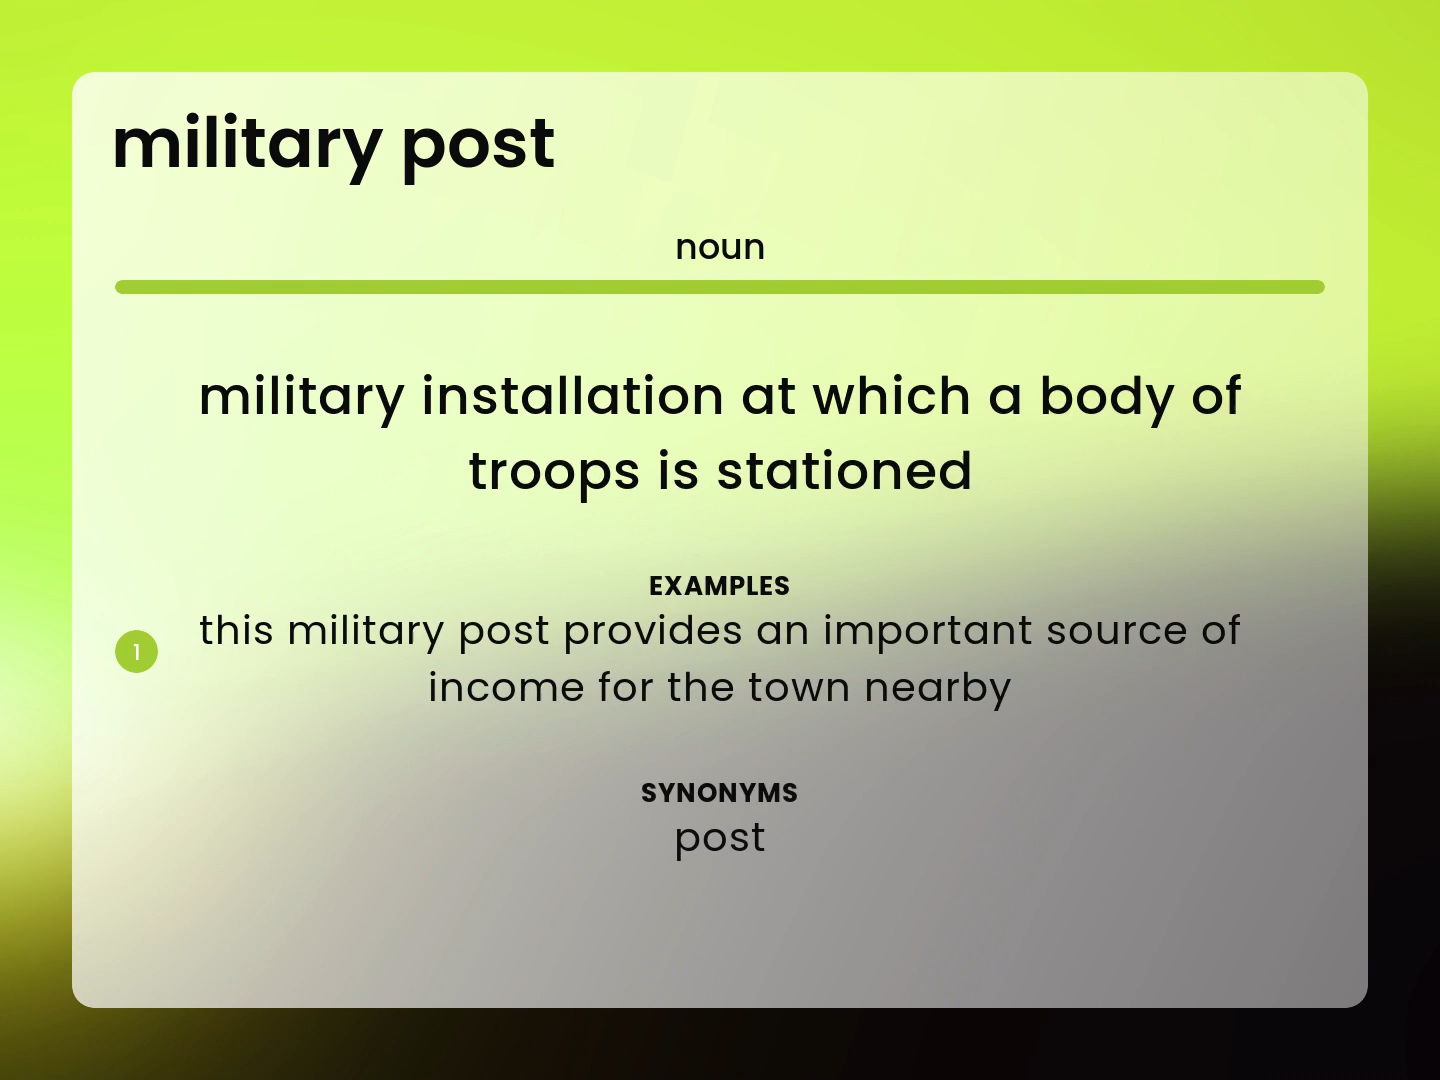 military post
noun
military installation at which a body of
troops is stationed
EXAMPLES
1
this military post provides an important source of
income for the town nearby
SYNONYMS
post